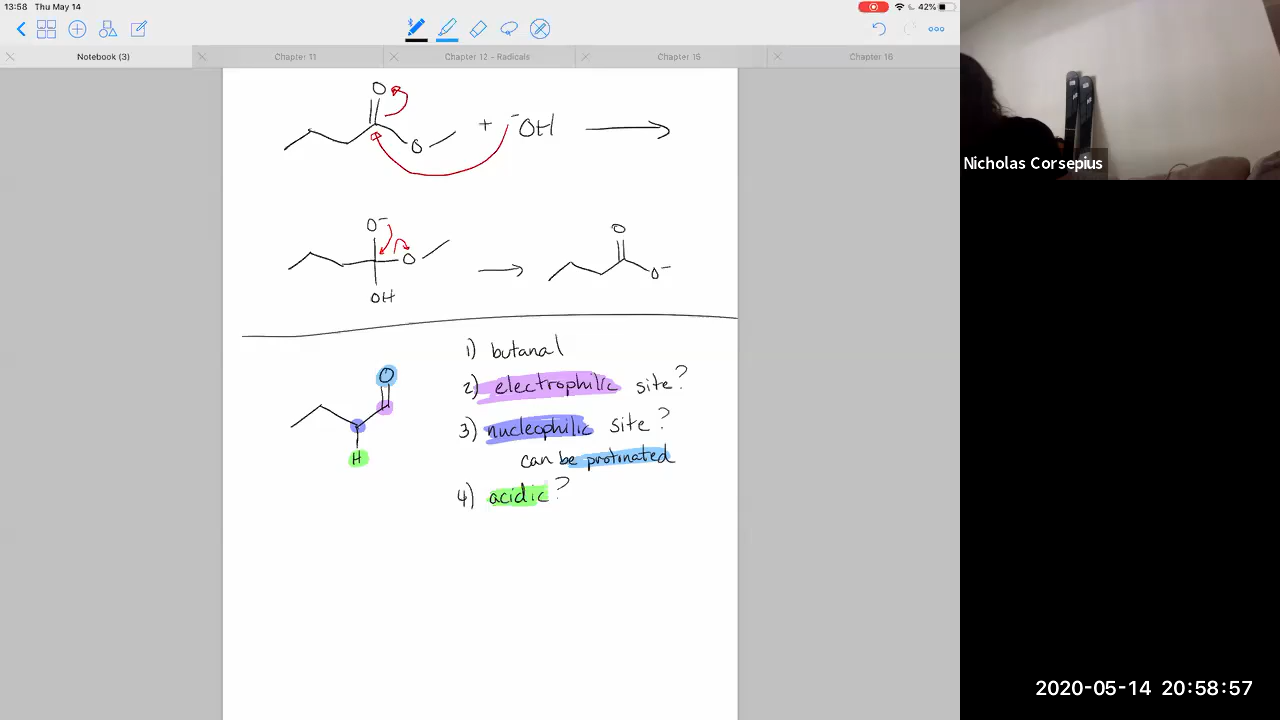 13:58 Thu May 14
42%
Notebook (3)
Chapter 11
Chapter 12 - Radicals
Chapter 15
Chapter 16
O
O
+ ⁻OH
O⁻
O
OH
O
O⁻
1) butanal
2) electrophilic site?
3) nucleophilic site?
can be protonated
4) acidic?
O
H
Nicholas Corsepius
2020-05-14 20:58:57